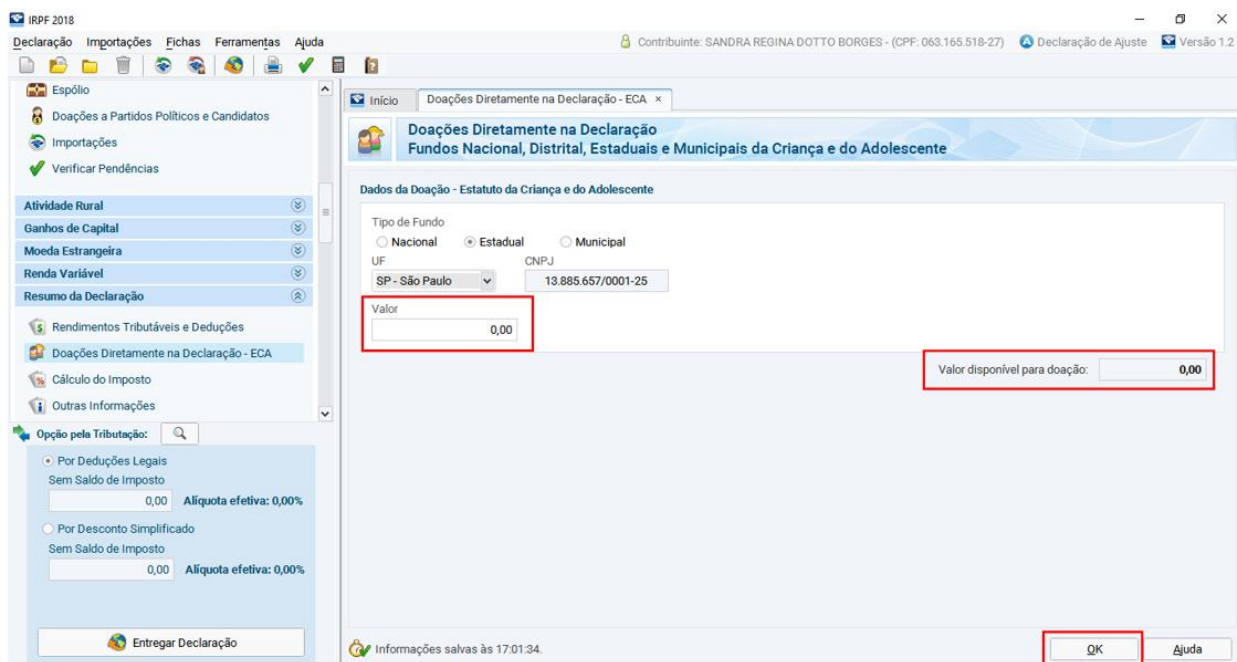 IRPF 2018
Declaração Importações Fichas Ferramentas Ajuda
Contribuinte: SANDRA REGINA DOTTO BORGES - (CPF: 063.165.518-27) Declaração de Ajuste Versão 1.2
Espólio
Doações a Partidos Políticos e Candidatos
Importações
Verificar Pendências
Atividade Rural
Ganhos de Capital
Moeda Estrangeira
Renda Variável
Resumo da Declaração
Rendimentos Tributáveis e Deduções
Doações Diretamente na Declaração - ECA
Cálculo do Imposto
Outras Informações
Opção pela Tributação:
Por Deduções Legais
Sem Saldo de Imposto
0,00 Alíquota efetiva: 0,00%
Por Desconto Simplificado
Sem Saldo de Imposto
0,00 Alíquota efetiva: 0,00%
Entregar Declaração
Início Doações Diretamente na Declaração - ECA ×
Doações Diretamente na Declaração
Fundos Nacional, Distrital, Estaduais e Municipais da Criança e do Adolescente
Dados da Doação - Estatuto da Criança e do Adolescente
Tipo de Fundo
Nacional Estadual Municipal
UF CNPJ
SP - São Paulo 13.885.657/0001-25
Valor
0,00
Valor disponível para doação: 0,00
Informações salvas às 17:01:34.
OK Ajuda